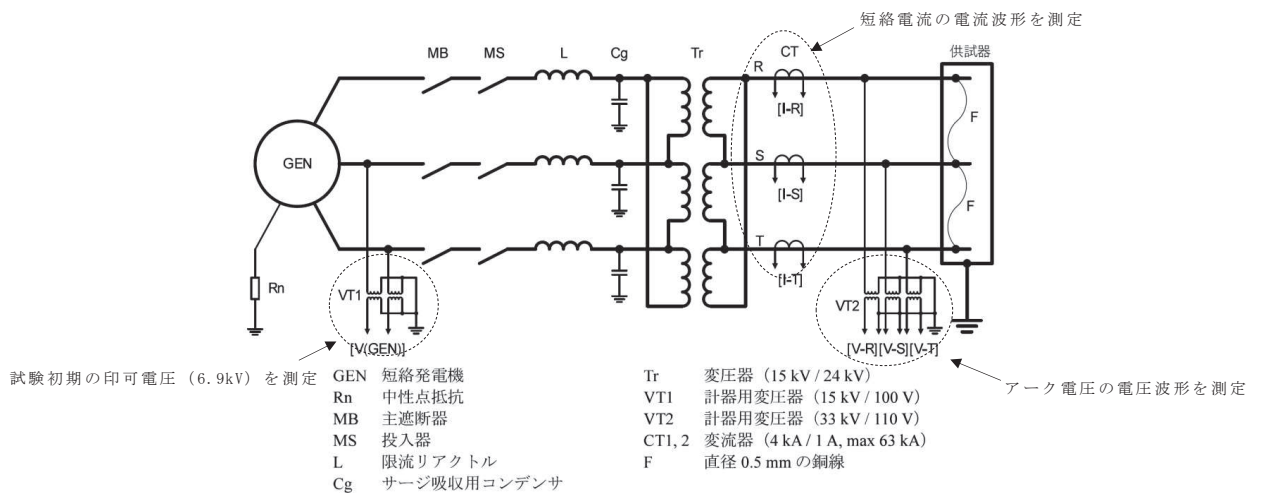 短絡電流の電流波形を測定
MB MS L Cg Tr CT 供試器
R
[I-R]
F
GEN
S
[I-S]
F
T
[I-T]
Rn
VT1
VT2
[V(GEN)]
[V-R][V-S][V-T]
試験初期の印可電圧（6.9kV）を測定
アーク電圧の電圧波形を測定
GEN 短絡発電機
Rn 中性点抵抗
MB 主遮断器
MS 投入器
L 限流リアクトル
Cg サージ吸収用コンデンサ
Tr 変圧器（15 kV / 24 kV）
VT1 計器用変圧器（15 kV / 100 V）
VT2 計器用変圧器（33 kV / 110 V）
CT1, 2 変流器（4 kA / 1 A, max 63 kA）
F 直径 0.5 mm の銅線